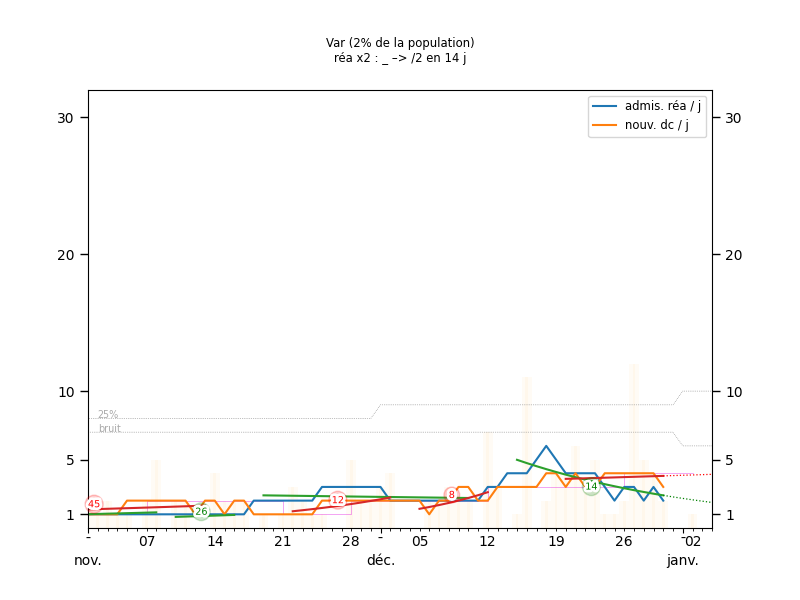 Var (2% de la population)
réa x2 : _ –> /2 en 14 j
admis. réa / j
nouv. dc / j
30 30
20 20
10 10
25%
bruit
5 5
45 26 12 8 14
1 1
- 07 14 21 28 - 05 12 19 26 02
nov. déc. janv.